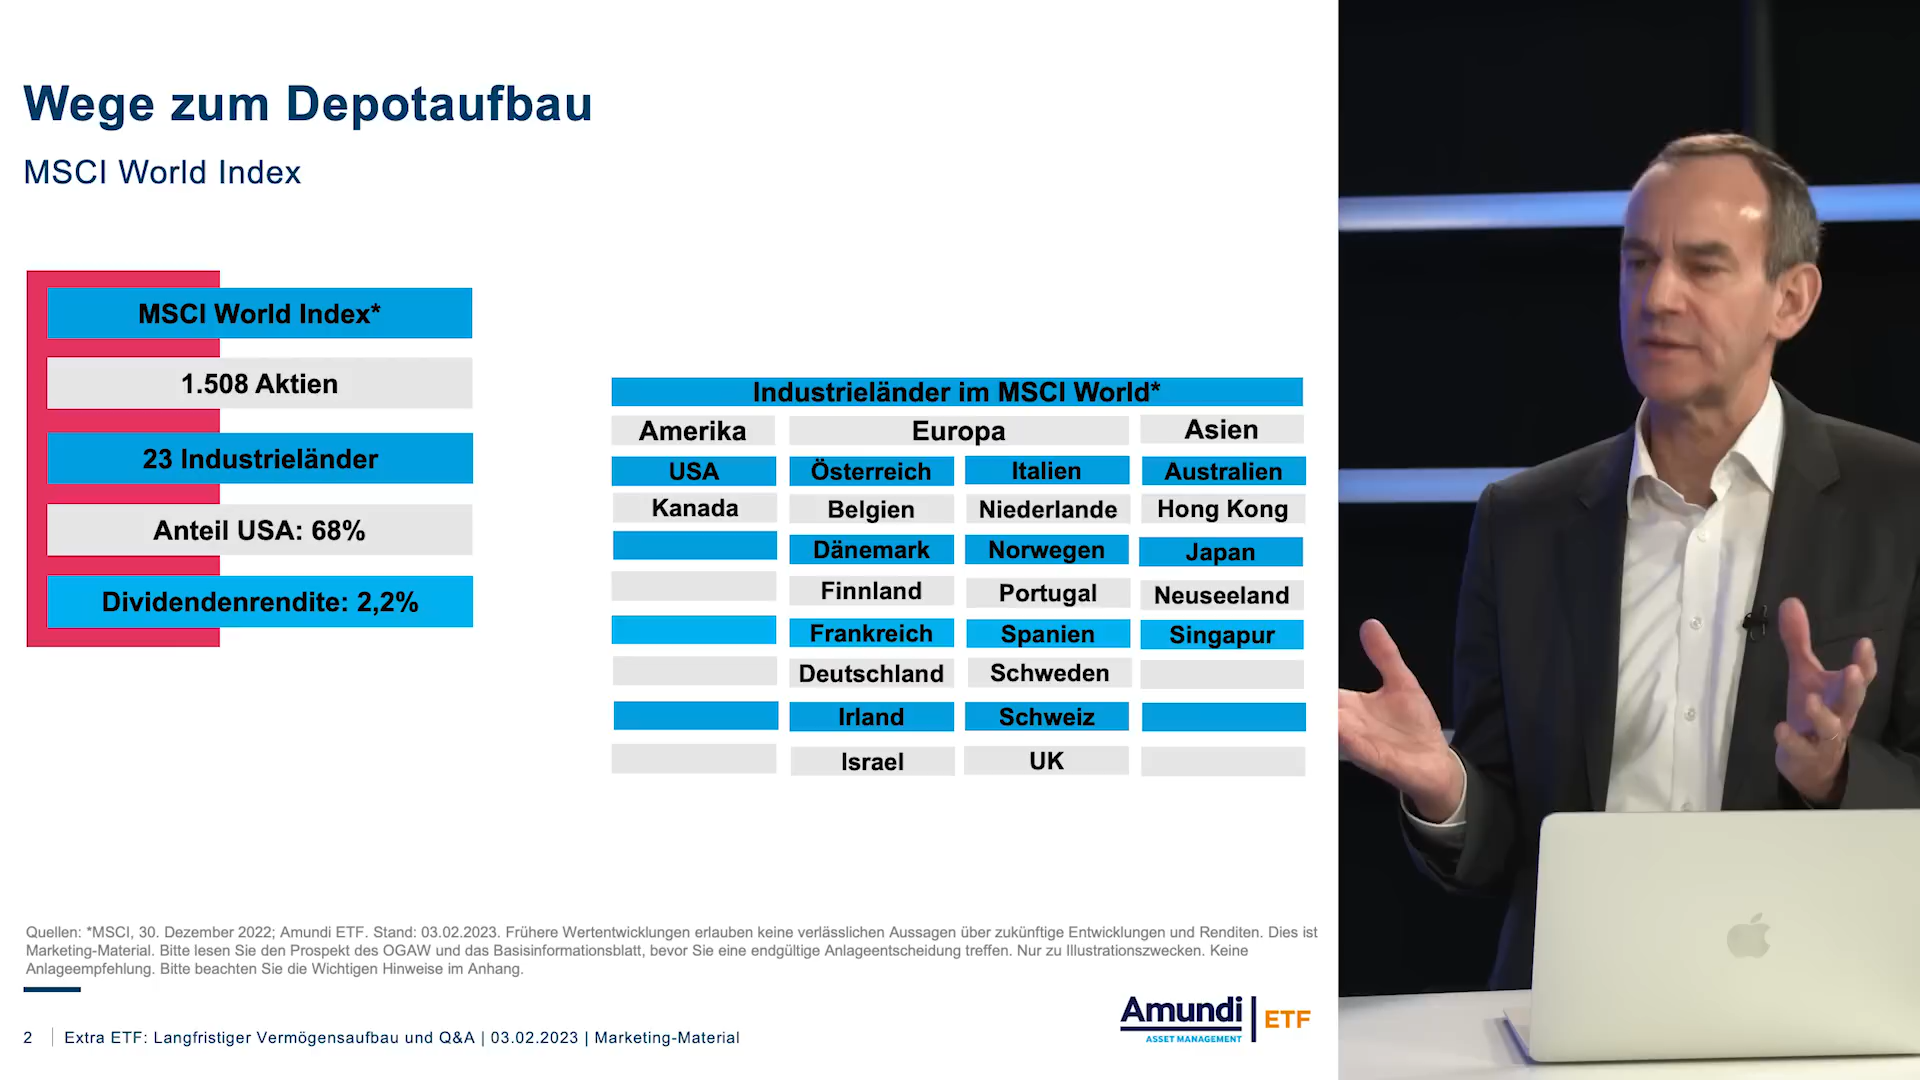 Wege zum Depotaufbau
MSCI World Index
MSCI World Index*
1.508 Aktien
23 Industrieländer
Anteil USA: 68%
Dividendenrendite: 2,2%
Industrieländer im MSCI World*
Amerika Europa Asien
USA Österreich Italien Australien
Kanada Belgien Niederlande Hong Kong
Dänemark Norwegen Japan
Finnland Portugal Neuseeland
Frankreich Spanien Singapur
Deutschland Schweden
Irland Schweiz
Israel UK
Quellen: *MSCI, 30. Dezember 2022; Amundi ETF. Stand: 03.02.2023. Frühere Wertentwicklungen erlauben keine verlässlichen Aussagen über zukünftige Entwicklungen und Renditen. Dies ist
Marketing-Material. Bitte lesen Sie den Prospekt des OGAW und das Basisinformationsblatt, bevor Sie eine endgültige Anlageentscheidung treffen. Nur zu Illustrationszwecken. Keine
Anlageempfehlung. Bitte beachten Sie die Wichtigen Hinweise im Anhang.
2 | Extra ETF: Langfristiger Vermögensaufbau und Q&A | 03.02.2023 | Marketing-Material
Amundi | ETF
ASSET MANAGEMENT